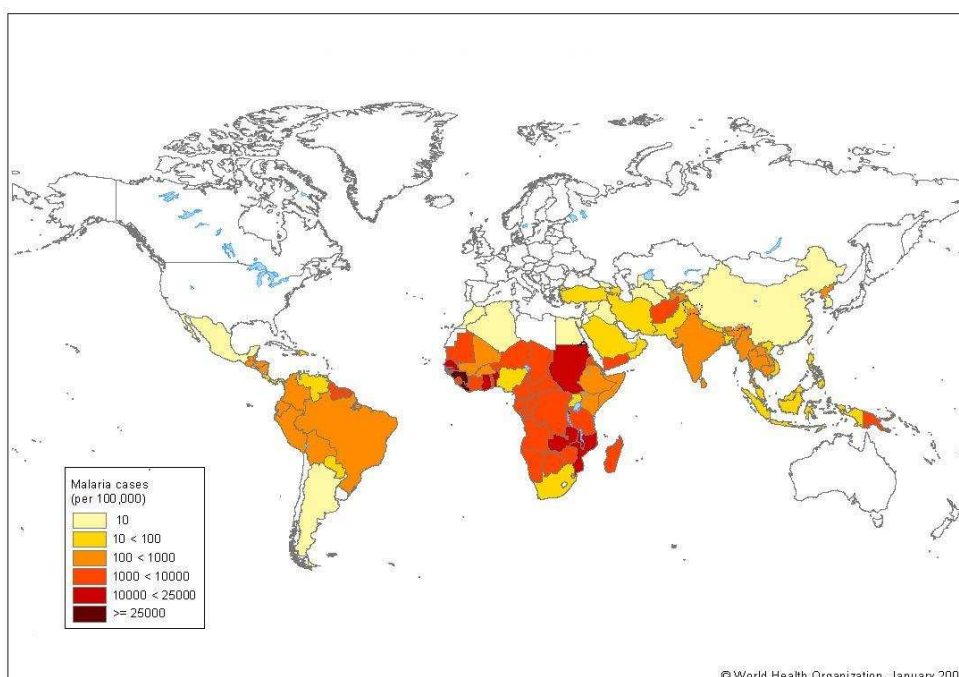 Malaria cases
(per 100,000)
10
10 < 100
100 < 1000
1000 < 10000
10000 < 25000
>= 25000
© World Health Organization, January 200